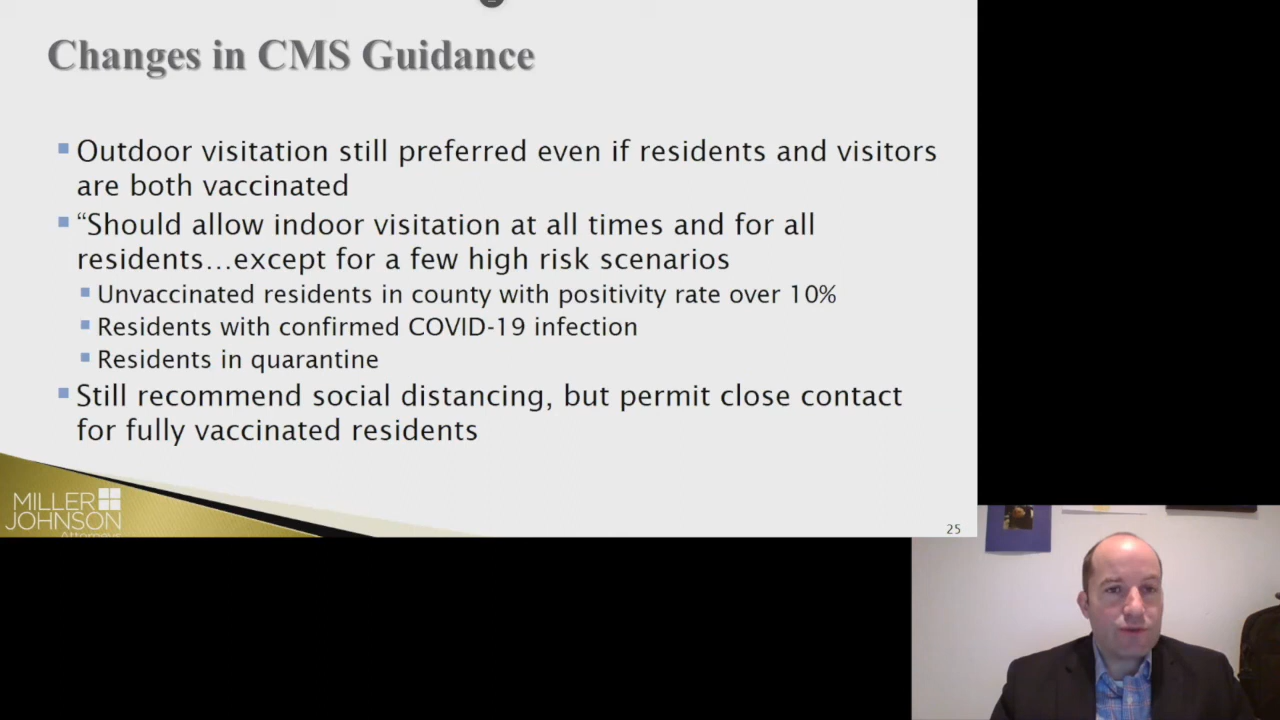 Changes in CMS Guidance
Outdoor visitation still preferred even if residents and visitors
are both vaccinated
“Should allow indoor visitation at all times and for all
residents…except for a few high risk scenarios
Unvaccinated residents in county with positivity rate over 10%
Residents with confirmed COVID-19 infection
Residents in quarantine
Still recommend social distancing, but permit close contact
for fully vaccinated residents
MILLER
JOHNSON
Attorneys
25